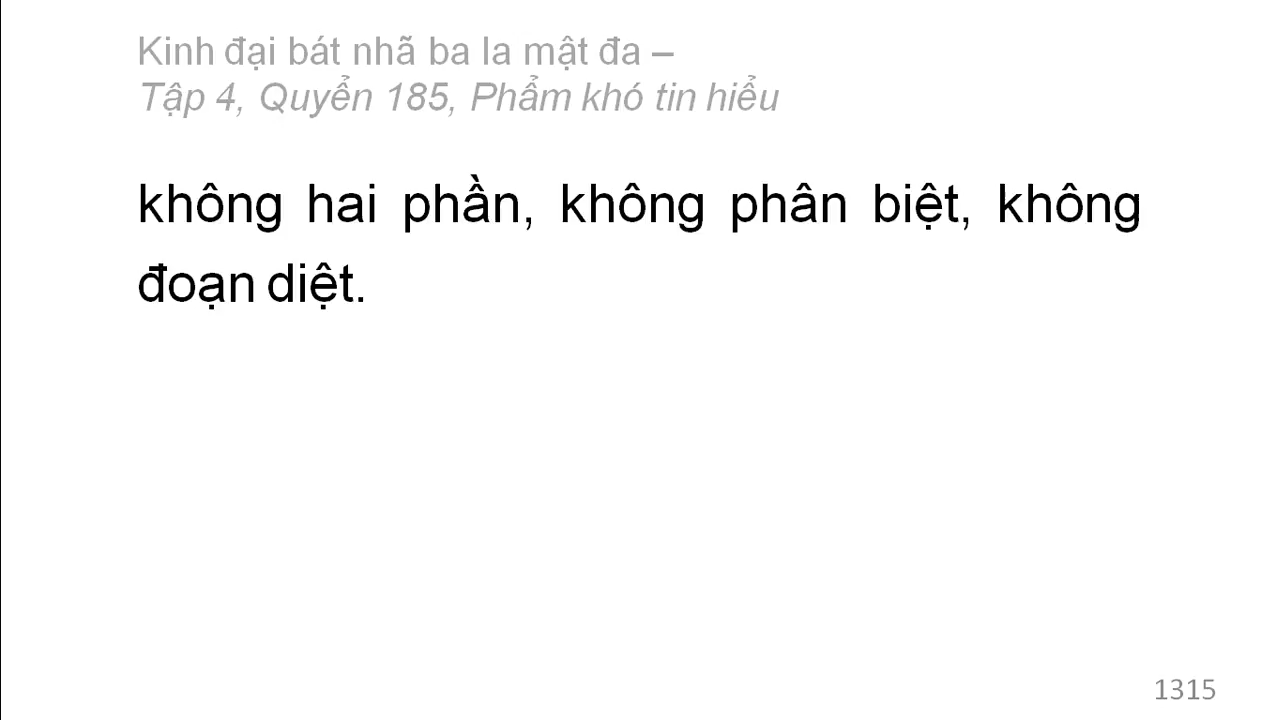 Kinh đại bát nhã ba la mật đa –
Tập 4, Quyển 185, Phẩm khó tin hiểu
không hai phần, không phân biệt, không
đoạn diệt.
1315